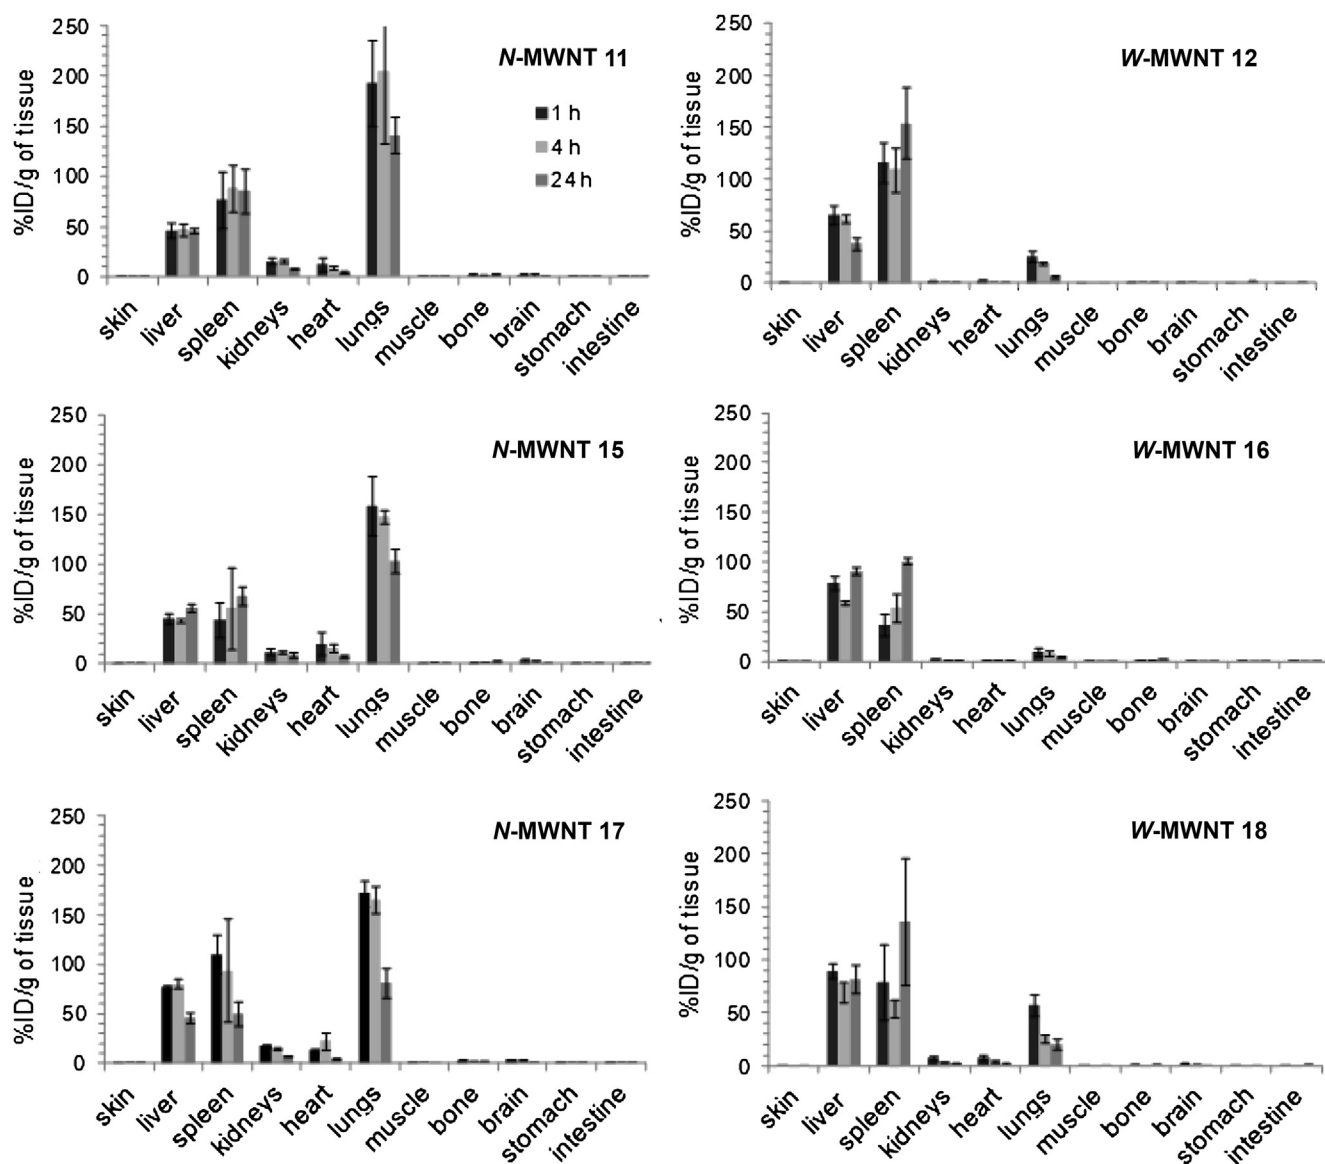 N-MWNT 11
%ID/g of tissue
250
200
150
100
50
0
1 h
4 h
24 h
skin
liver
spleen
kidneys
heart
lungs
muscle
bone
brain
stomach
intestine
W-MWNT 12
%ID/g of tissue
250
200
150
100
50
0
skin
liver
spleen
kidneys
heart
lungs
muscle
bone
brain
stomach
intestine
N-MWNT 15
%ID/g of tissue
250
200
150
100
50
0
skin
liver
spleen
kidneys
heart
lungs
muscle
bone
brain
stomach
intestine
W-MWNT 16
%ID/g of tissue
250
200
150
100
50
0
skin
liver
spleen
kidneys
heart
lungs
muscle
bone
brain
stomach
intestine
N-MWNT 17
%ID/g of tissue
250
200
150
100
50
0
skin
liver
spleen
kidneys
heart
lungs
muscle
bone
brain
stomach
intestine
W-MWNT 18
%ID/g of tissue
250
200
150
100
50
0
skin
liver
spleen
kidneys
heart
lungs
muscle
bone
brain
stomach
intestine